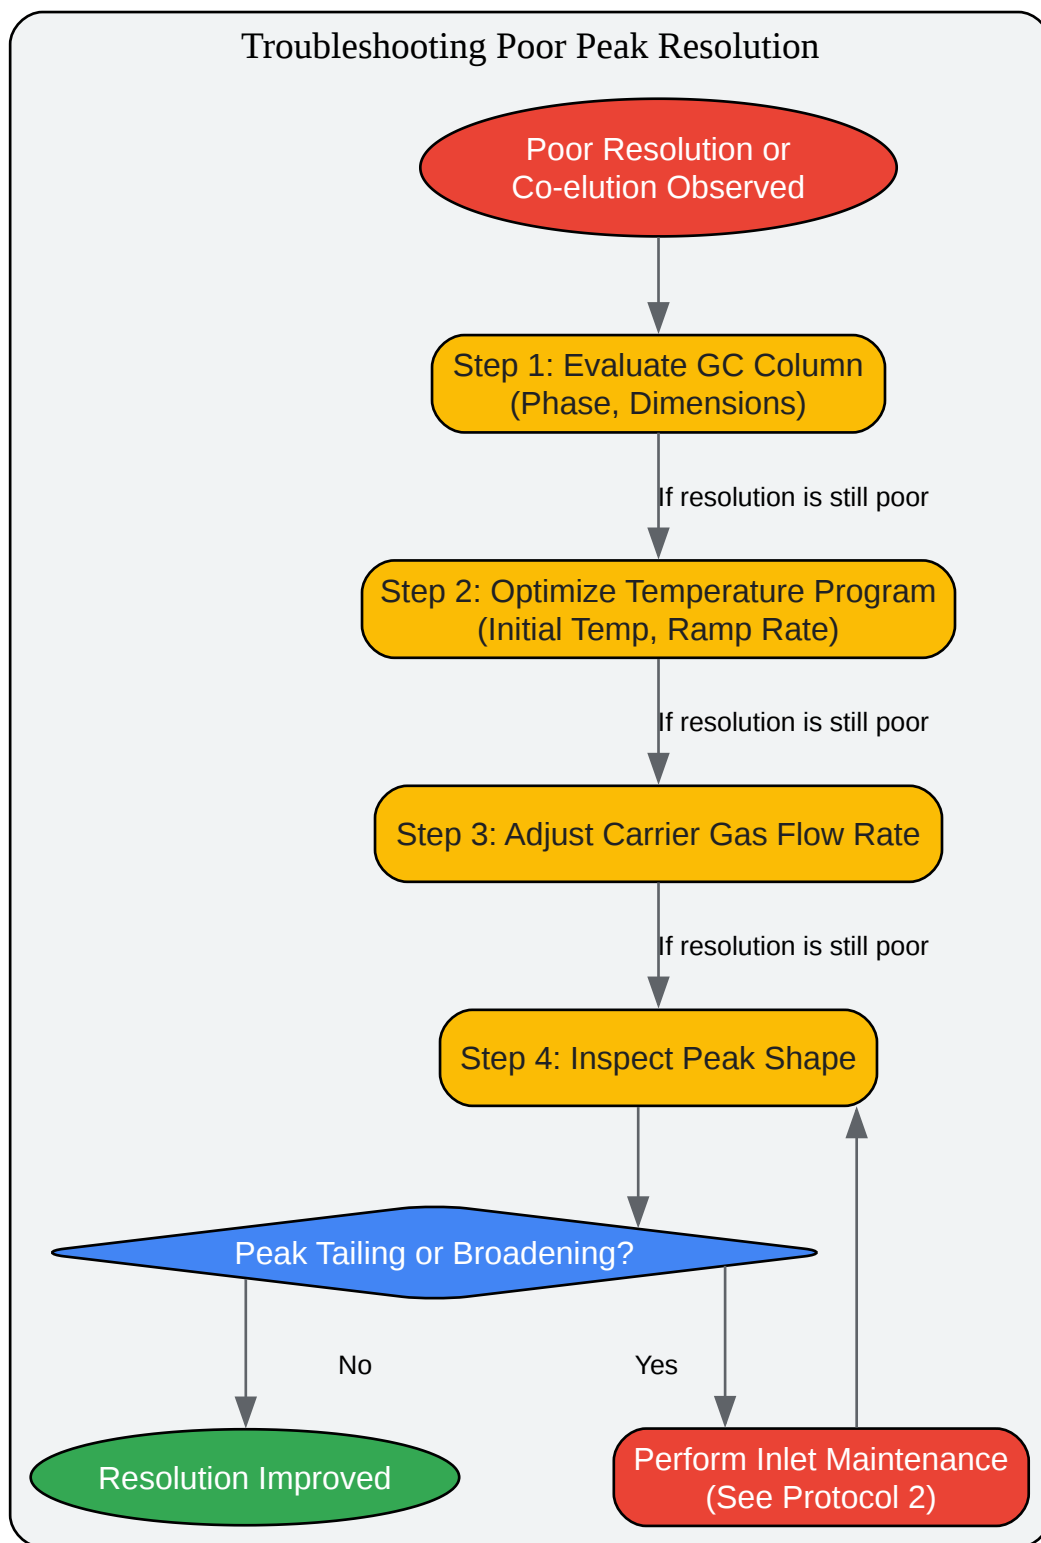 Troubleshooting Poor Peak Resolution
Poor Resolution or
Co-elution Observed
Step 1: Evaluate GC Column
(Phase, Dimensions)
If resolution is still poor
Step 2: Optimize Temperature Program
(Initial Temp, Ramp Rate)
If resolution is still poor
Step 3: Adjust Carrier Gas Flow Rate
If resolution is still poor
Step 4: Inspect Peak Shape
Peak Tailing or Broadening?
No
Yes
Resolution Improved
Perform Inlet Maintenance
(See Protocol 2)